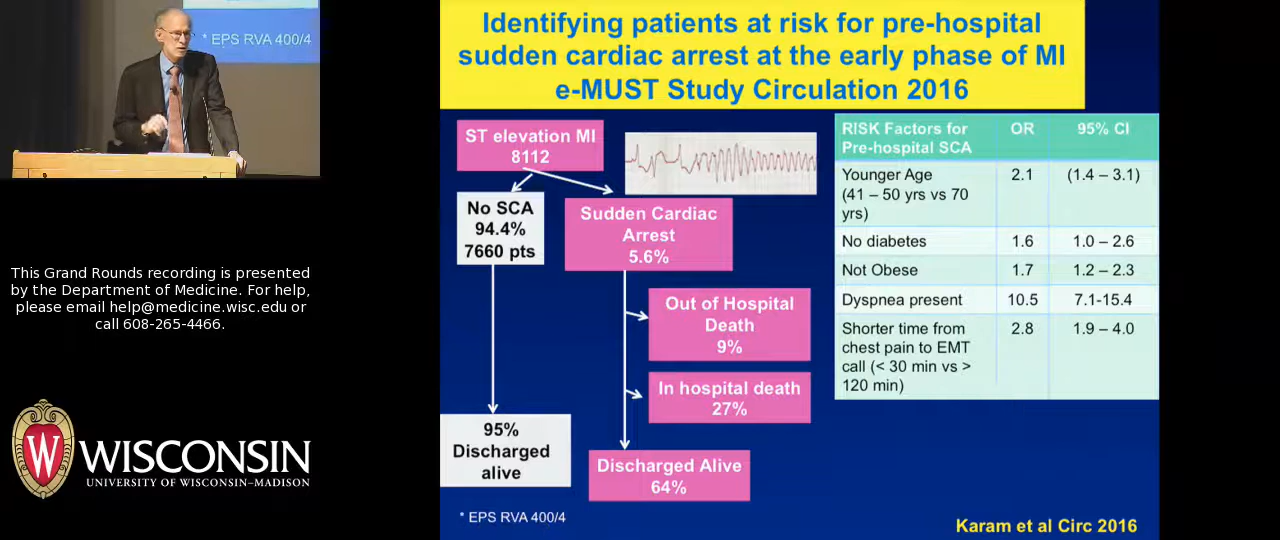 * EPS RVA 400/4
This Grand Rounds recording is presented
by the Department of Medicine. For help,
please email help@medicine.wisc.edu or
call 608-265-4466.
W
WISCONSIN
UNIVERSITY OF WISCONSIN–MADISON
Identifying patients at risk for pre-hospital
sudden cardiac arrest at the early phase of MI
e-MUST Study Circulation 2016
ST elevation MI
8112
No SCA
94.4%
7660 pts
Sudden Cardiac
Arrest
5.6%
Out of Hospital
Death
9%
In hospital death
27%
95%
Discharged
alive
Discharged Alive
64%
* EPS RVA 400/4
RISK Factors for OR 95% CI
Pre-hospital SCA
Younger Age 2.1 (1.4 – 3.1)
(41 – 50 yrs vs 70
yrs)
No diabetes 1.6 1.0 – 2.6
Not Obese 1.7 1.2 – 2.3
Dyspnea present 10.5 7.1-15.4
Shorter time from 2.8 1.9 – 4.0
chest pain to EMT
call (< 30 min vs >
120 min)
Karam et al Circ 2016